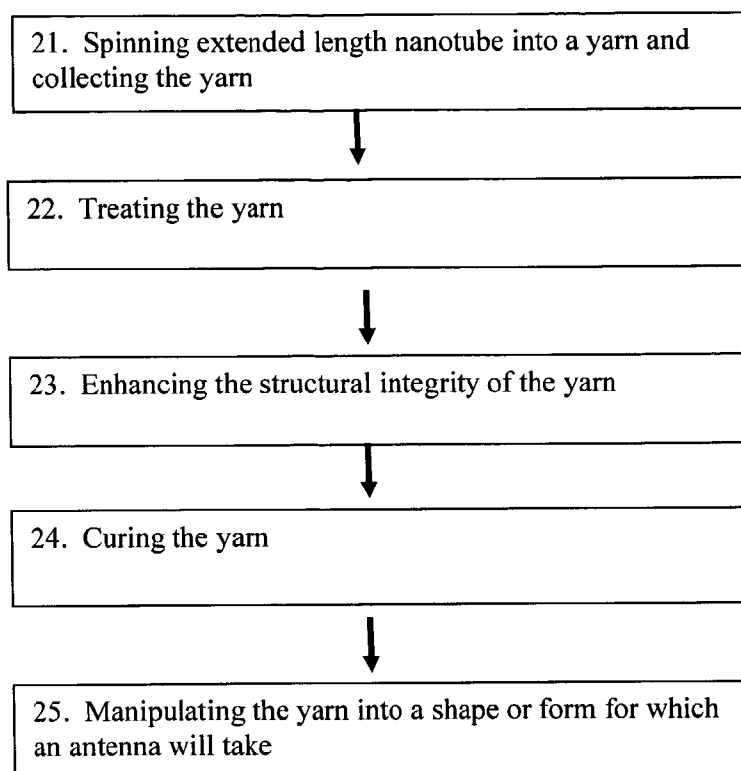 21. Spinning extended length nanotube into a yarn and
collecting the yarn
22. Treating the yarn
23. Enhancing the structural integrity of the yarn
24. Curing the yarn
25. Manipulating the yarn into a shape or form for which
an antenna will take